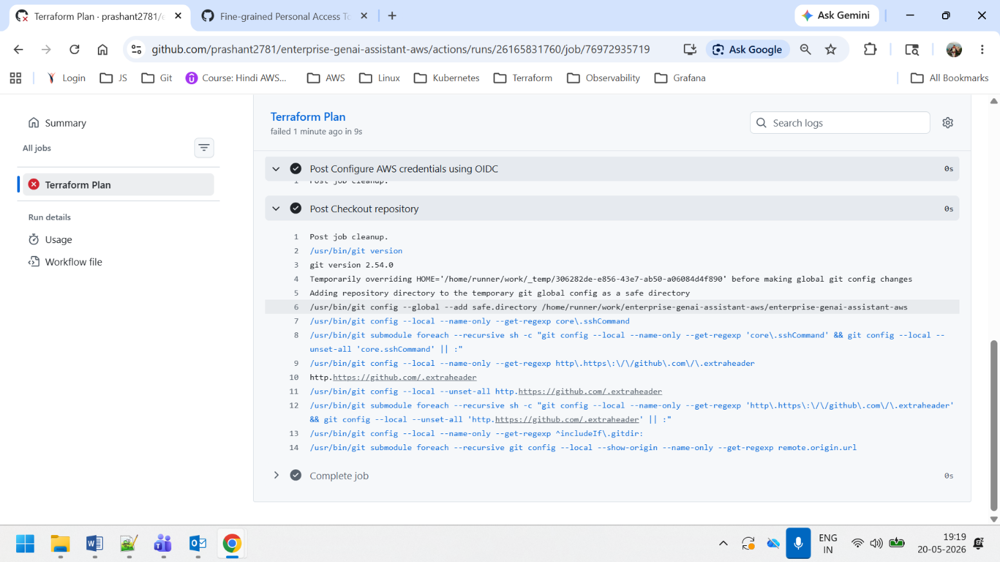 Terraform Plan · prashant2781/e
Fine-grained Personal Access To
Ask Gemini
github.com/prashant2781/enterprise-genai-assistant-aws/actions/runs/26165831760/job/76972935719
Ask Google
Login
JS
Git
Course: Hindi AWS...
AWS
Linux
Kubernetes
Terraform
Observability
Grafana
All Bookmarks
Summary
All jobs
Terraform Plan
Run details
Usage
Workflow file
Terraform Plan
failed 1 minute ago in 9s
Search logs
Post Configure AWS credentials using OIDC 0s
1 Post job cleanup.
Post Checkout repository 0s
1 Post job cleanup.
2 /usr/bin/git version
3 git version 2.54.0
4 Temporarily overriding HOME='/home/runner/work/_temp/306282de-e856-43e7-ab50-a06084d4f890' before making global git config changes
5 Adding repository directory to the temporary git global config as a safe directory
6 /usr/bin/git config --global --add safe.directory /home/runner/work/enterprise-genai-assistant-aws/enterprise-genai-assistant-aws
7 /usr/bin/git config --local --name-only --get-regexp core\.sshCommand
8 /usr/bin/git submodule foreach --recursive sh -c "git config --local --name-only --get-regexp 'core\.sshCommand' && git config --local --
unset-all 'core.sshCommand' || :"
9 /usr/bin/git config --local --name-only --get-regexp http\.https\:\/\/github\.com\/\.extraheader
10 http.https://github.com/.extraheader
11 /usr/bin/git config --local --unset-all http.https://github.com/.extraheader
12 /usr/bin/git submodule foreach --recursive sh -c "git config --local --name-only --get-regexp 'http\.https\:\/\/github\.com\/\.extraheader'
&& git config --local --unset-all 'http.https://github.com/.extraheader' || :"
13 /usr/bin/git config --local --name-only --get-regexp ^includeIf\.gitdir:
14 /usr/bin/git submodule foreach --recursive git config --local --show-origin --name-only --get-regexp remote.origin.url
Complete job 0s
ENG
IN
19:19
20-05-2026